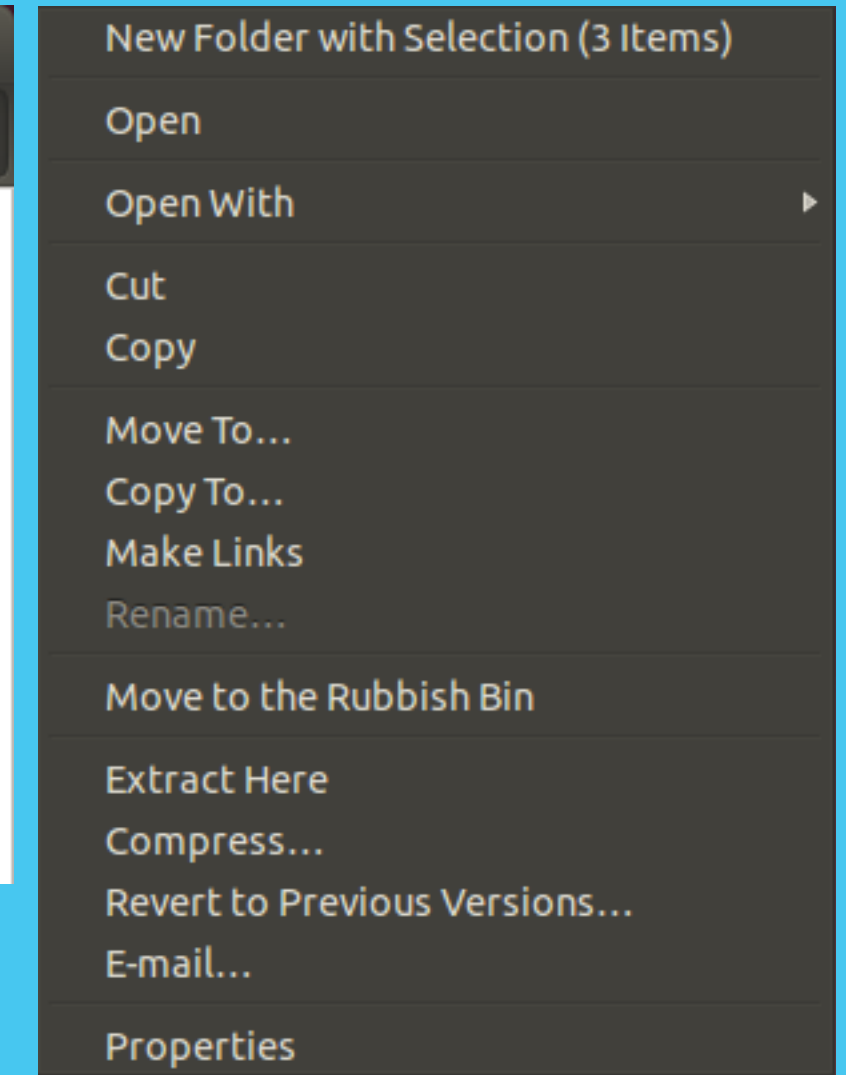 New Folder with Selection (3 Items)
Open
Open With
Cut
Copy
Move To…
Copy To…
Make Links
Rename…
Move to the Rubbish Bin
Extract Here
Compress…
Revert to Previous Versions…
E-mail…
Properties